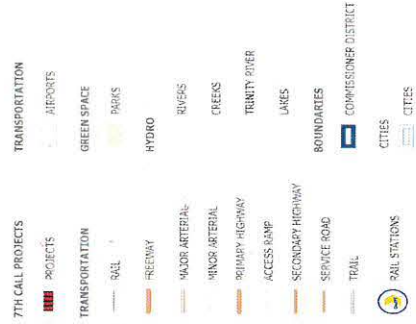 7TH CALL PROJECTS
PROJECTS
TRANSPORTATION
RAIL
FREEWAY
MAJOR ARTERIAL
MINOR ARTERIAL
PRIMARY HIGHWAY
ACCESS RAMP
SECONDARY HIGHWAY
SERVICE ROAD
TRAIL
RAIL STATIONS
TRANSPORTATION
AIRPORTS
GREEN SPACE
PARKS
HYDRO
RIVERS
CREEKS
TRINITY RIVER
LAKES
BOUNDARIES
COMMISSIONER DISTRICT
CITIES
CITIES